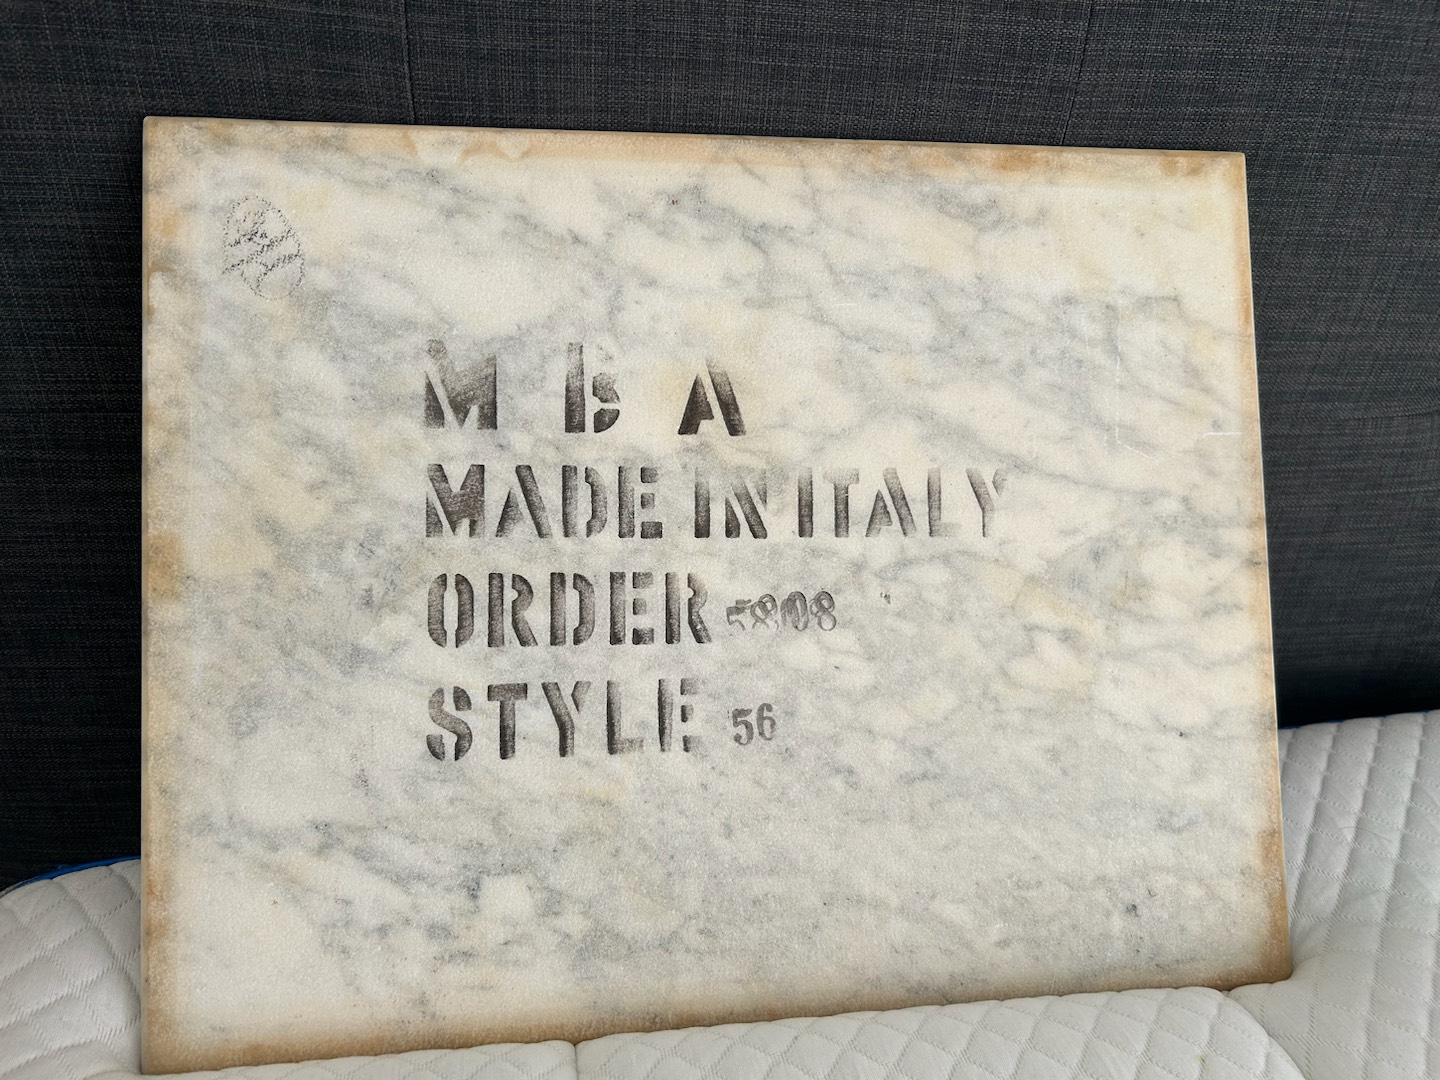 M B A
MADE IN ITALY
ORDER 5808
STYLE 56